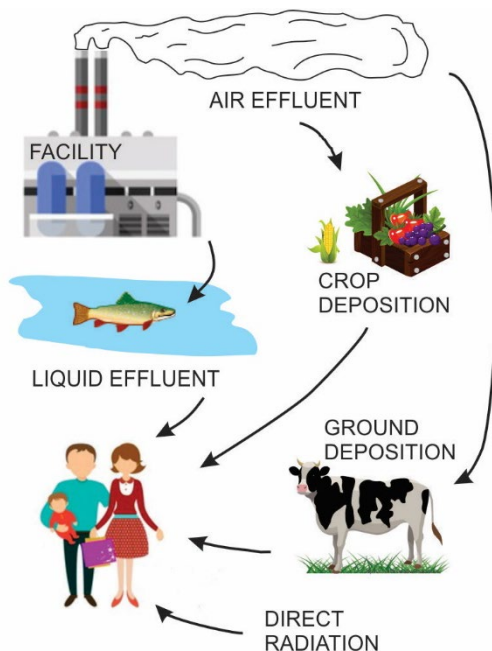 AIR EFFLUENT
FACILITY
CROP
DEPOSITION
LIQUID EFFLUENT
GROUND
DEPOSITION
DIRECT
RADIATION